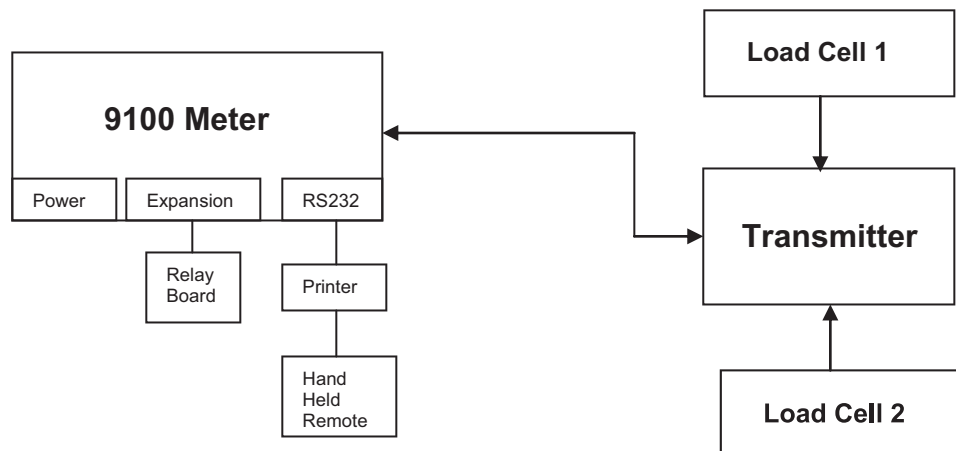 Load Cell 1
9100 Meter
Power
Expansion
RS232
Transmitter
Relay
Board
Printer
Hand
Held
Remote
Load Cell 2